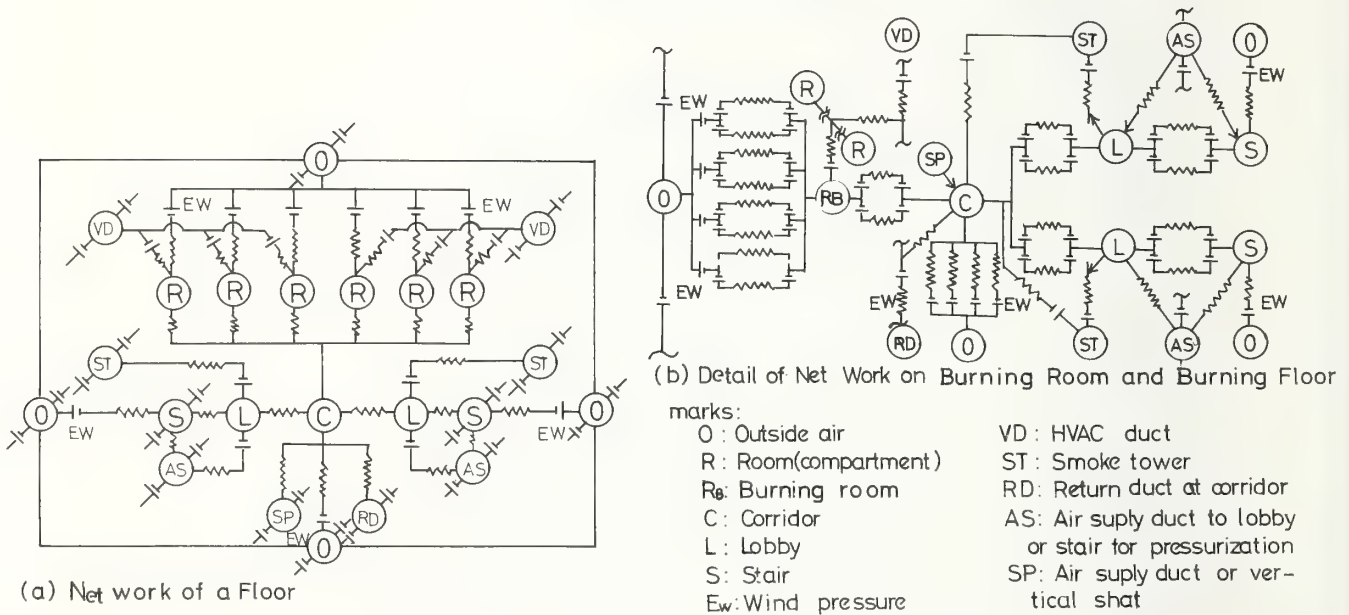 O
VD
EW
EW
VD
R R R R R R
ST
ST
O
EW
S
L
C
L
S
EW
O
AS
AS
SP
EW
O
RD
(a) Net work of a Floor
VD
ST
AS
O
EW
EW
R
R
SP
L
S
O
RB
C
EW
L
S
EW
EW
EW
EW
RD
O
ST
AS
O
(b) Detail of Net Work on Burning Room and Burning Floor
marks:
O : Outside air
R : Room(compartment)
RB: Burning room
C : Corridor
L : Lobby
S : Stair
Ew: Wind pressure
VD : HVAC duct
ST : Smoke tower
RD: Return duct at corridor
AS: Air suply duct to lobby
or stair for pressurization
SP: Air suply duct or ver-
tical shat